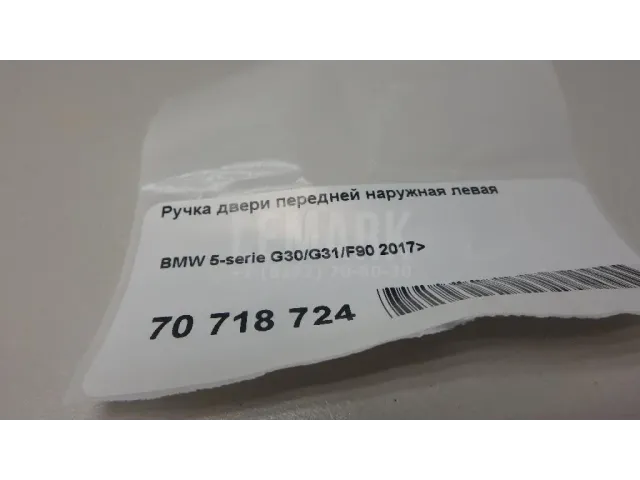 Ручка двери передней наружная левая
BMW 5-serie G30/G31/F90 2017>
70 718 724